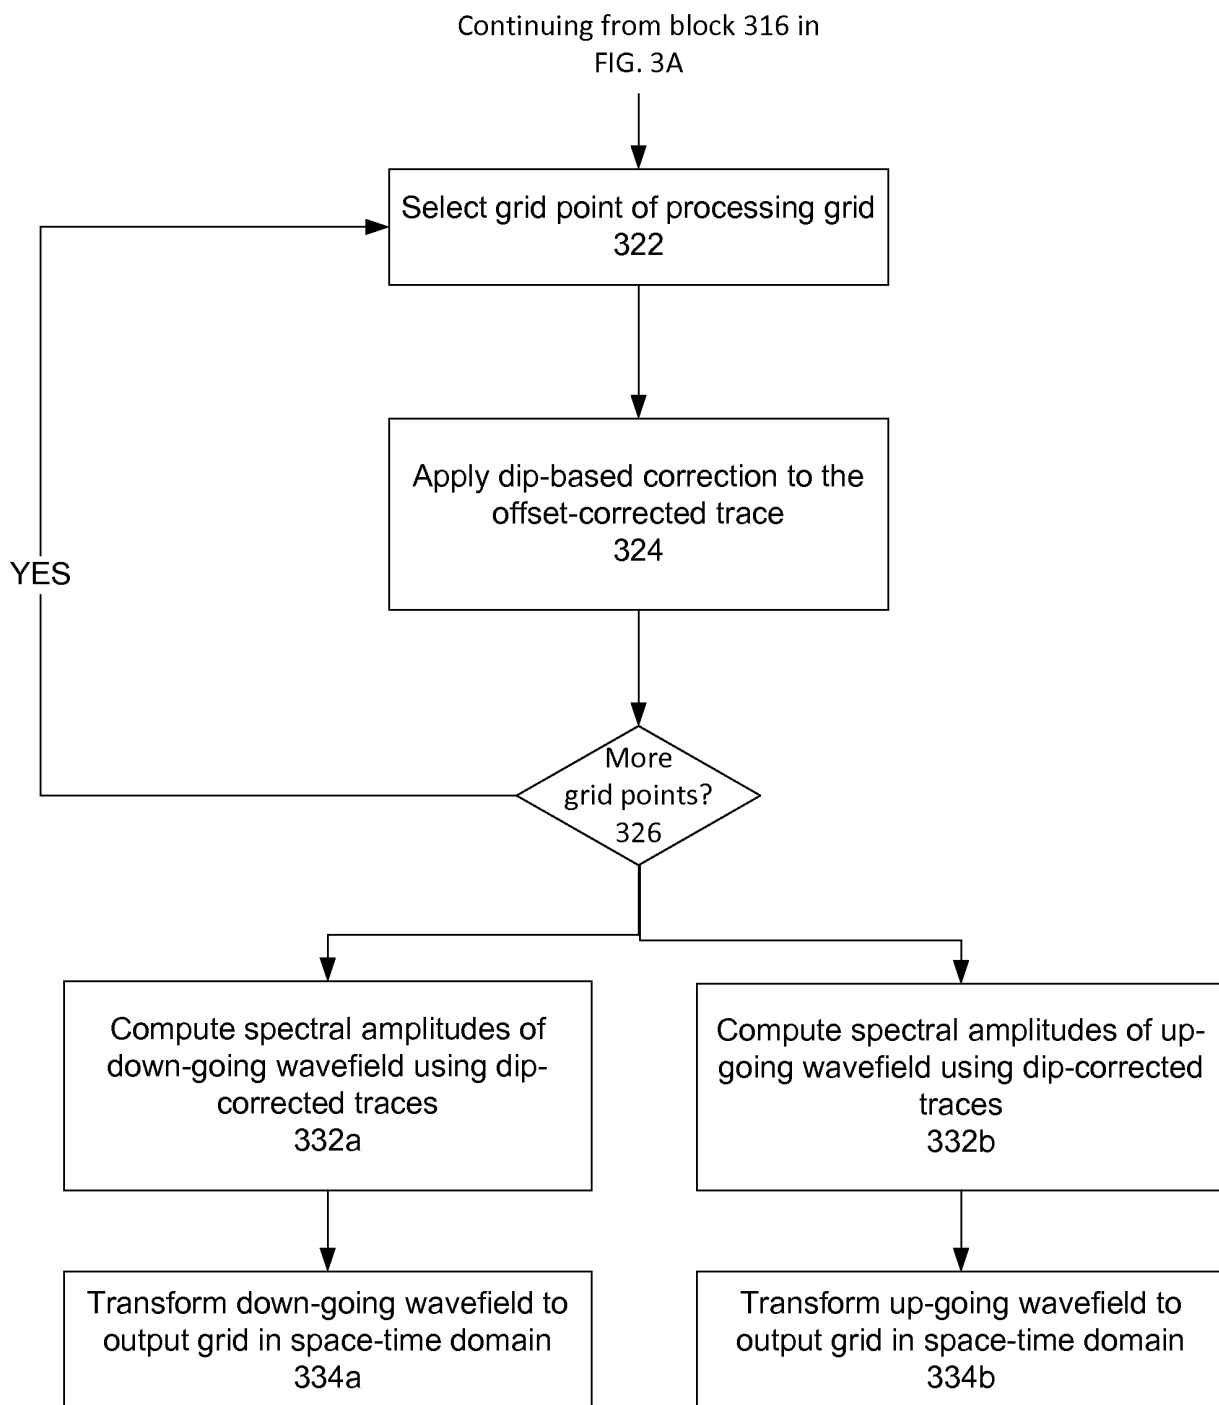 Continuing from block 316 in
FIG. 3A
Select grid point of processing grid
322
Apply dip-based correction to the
offset-corrected trace
324
YES
More
grid points?
326
Compute spectral amplitudes of
down-going wavefield using dip-
corrected traces
332a
Compute spectral amplitudes of up-
going wavefield using dip-corrected
traces
332b
Transform down-going wavefield to
output grid in space-time domain
334a
Transform up-going wavefield to
output grid in space-time domain
334b